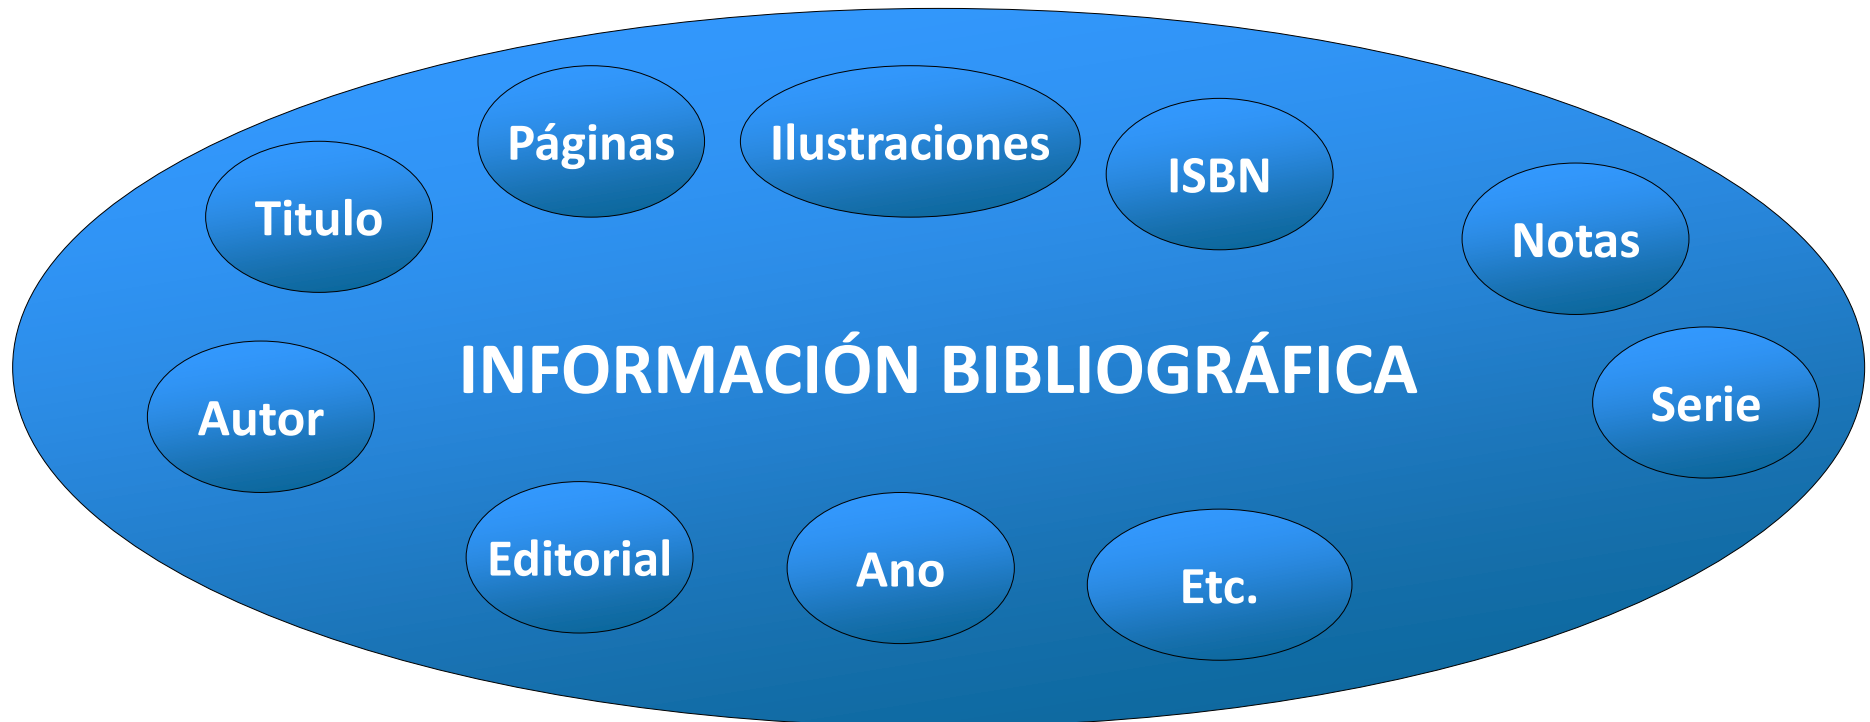 Páginas
Ilustraciones
ISBN
Titulo
Notas
INFORMACIÓN BIBLIOGRÁFICA
Autor
Serie
Editorial
Ano
Etc.